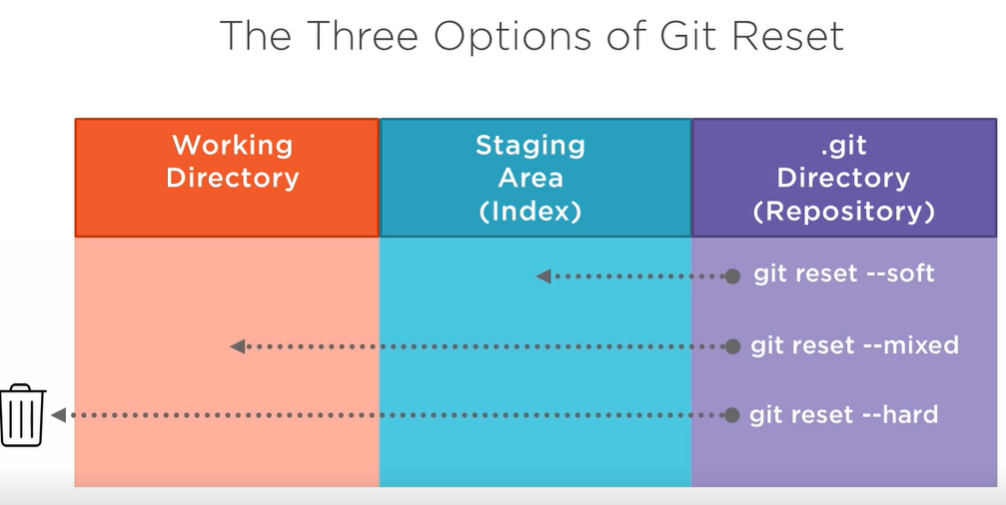 The Three Options of Git Reset
Working
Directory
Staging
Area
(Index)
.git
Directory
(Repository)
git reset --soft
git reset --mixed
git reset --hard